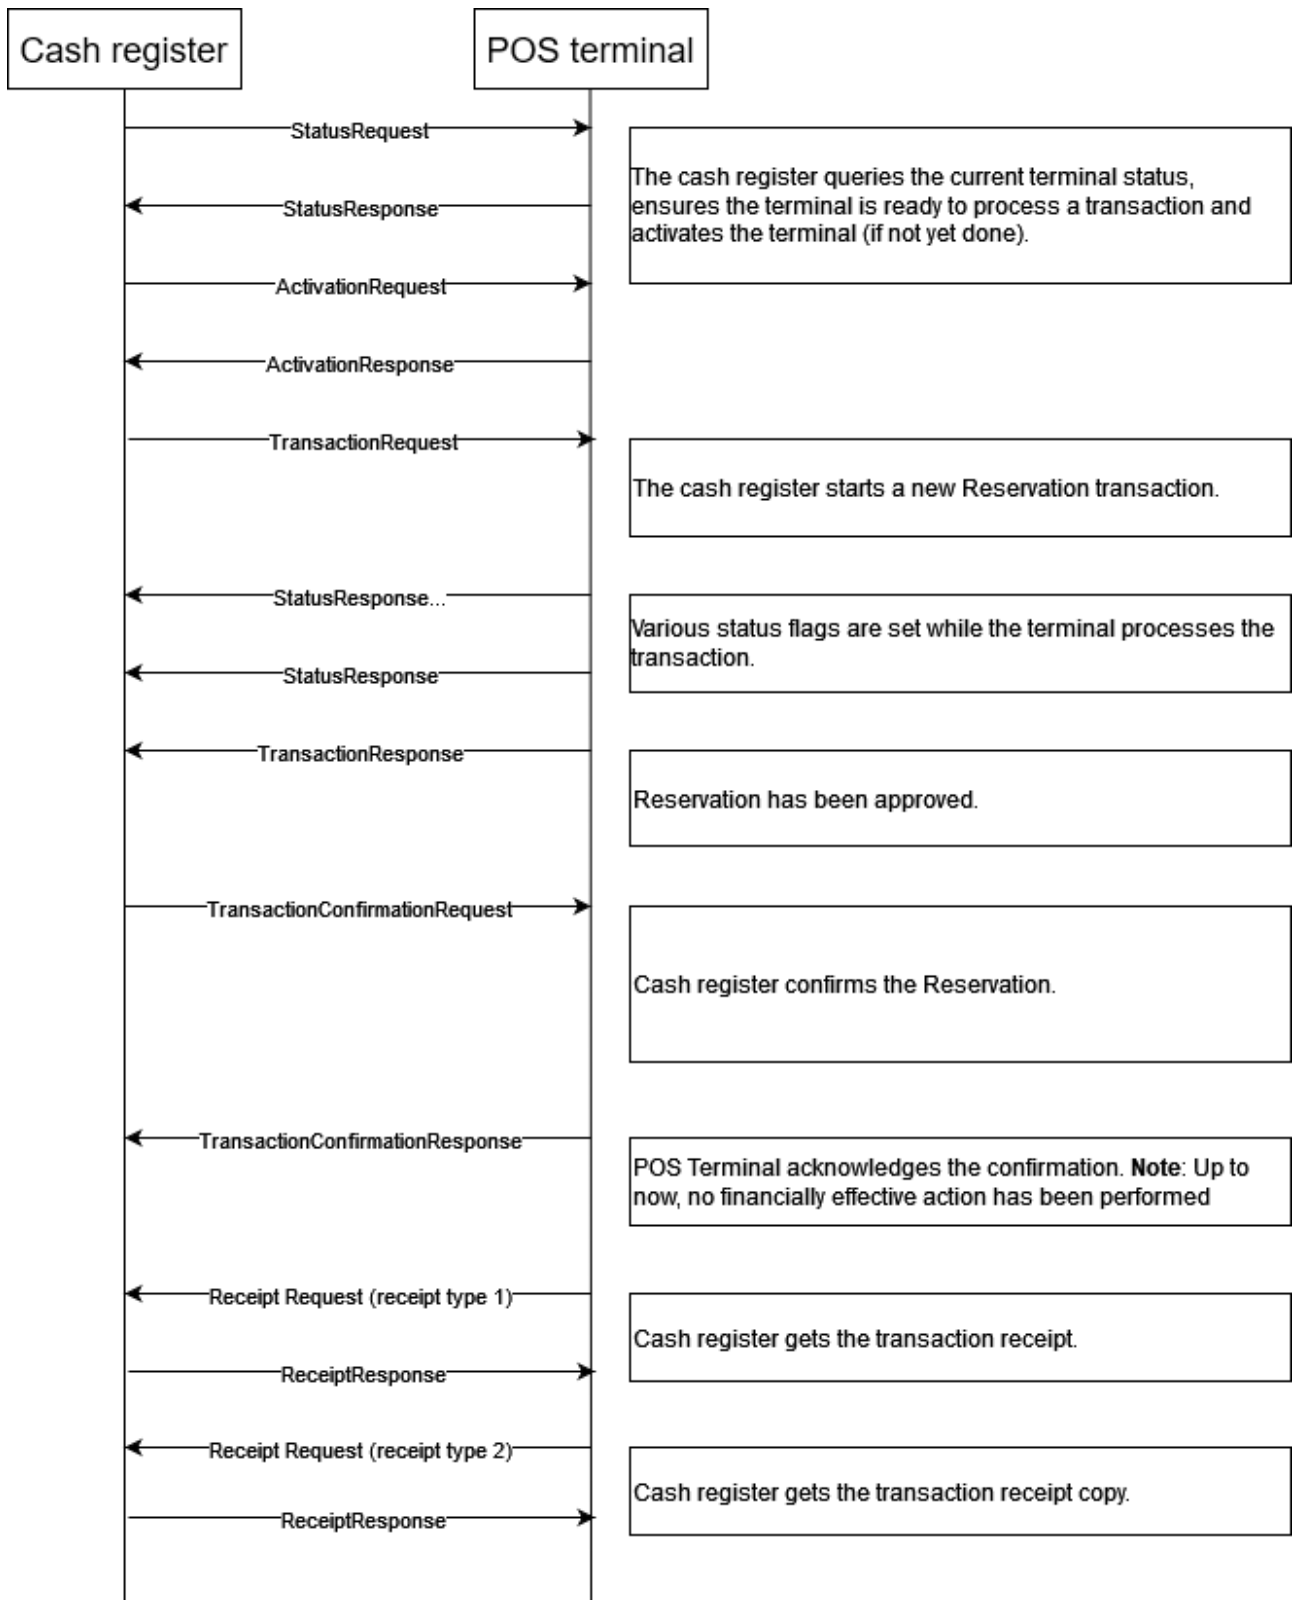 Cash register
POS terminal
StatusRequest
The cash register queries the current terminal status,
ensures the terminal is ready to process a transaction and
activates the terminal (if not yet done).
StatusResponse
ActivationRequest
ActivationResponse
TransactionRequest
The cash register starts a new Reservation transaction.
StatusResponse...
Various status flags are set while the terminal processes the
transaction.
StatusResponse
TransactionResponse
Reservation has been approved.
TransactionConfirmationRequest
Cash register confirms the Reservation.
TransactionConfirmationResponse
POS Terminal acknowledges the confirmation. Note: Up to
now, no financially effective action has been performed
Receipt Request (receipt type 1)
Cash register gets the transaction receipt.
ReceiptResponse
Receipt Request (receipt type 2)
Cash register gets the transaction receipt copy.
ReceiptResponse